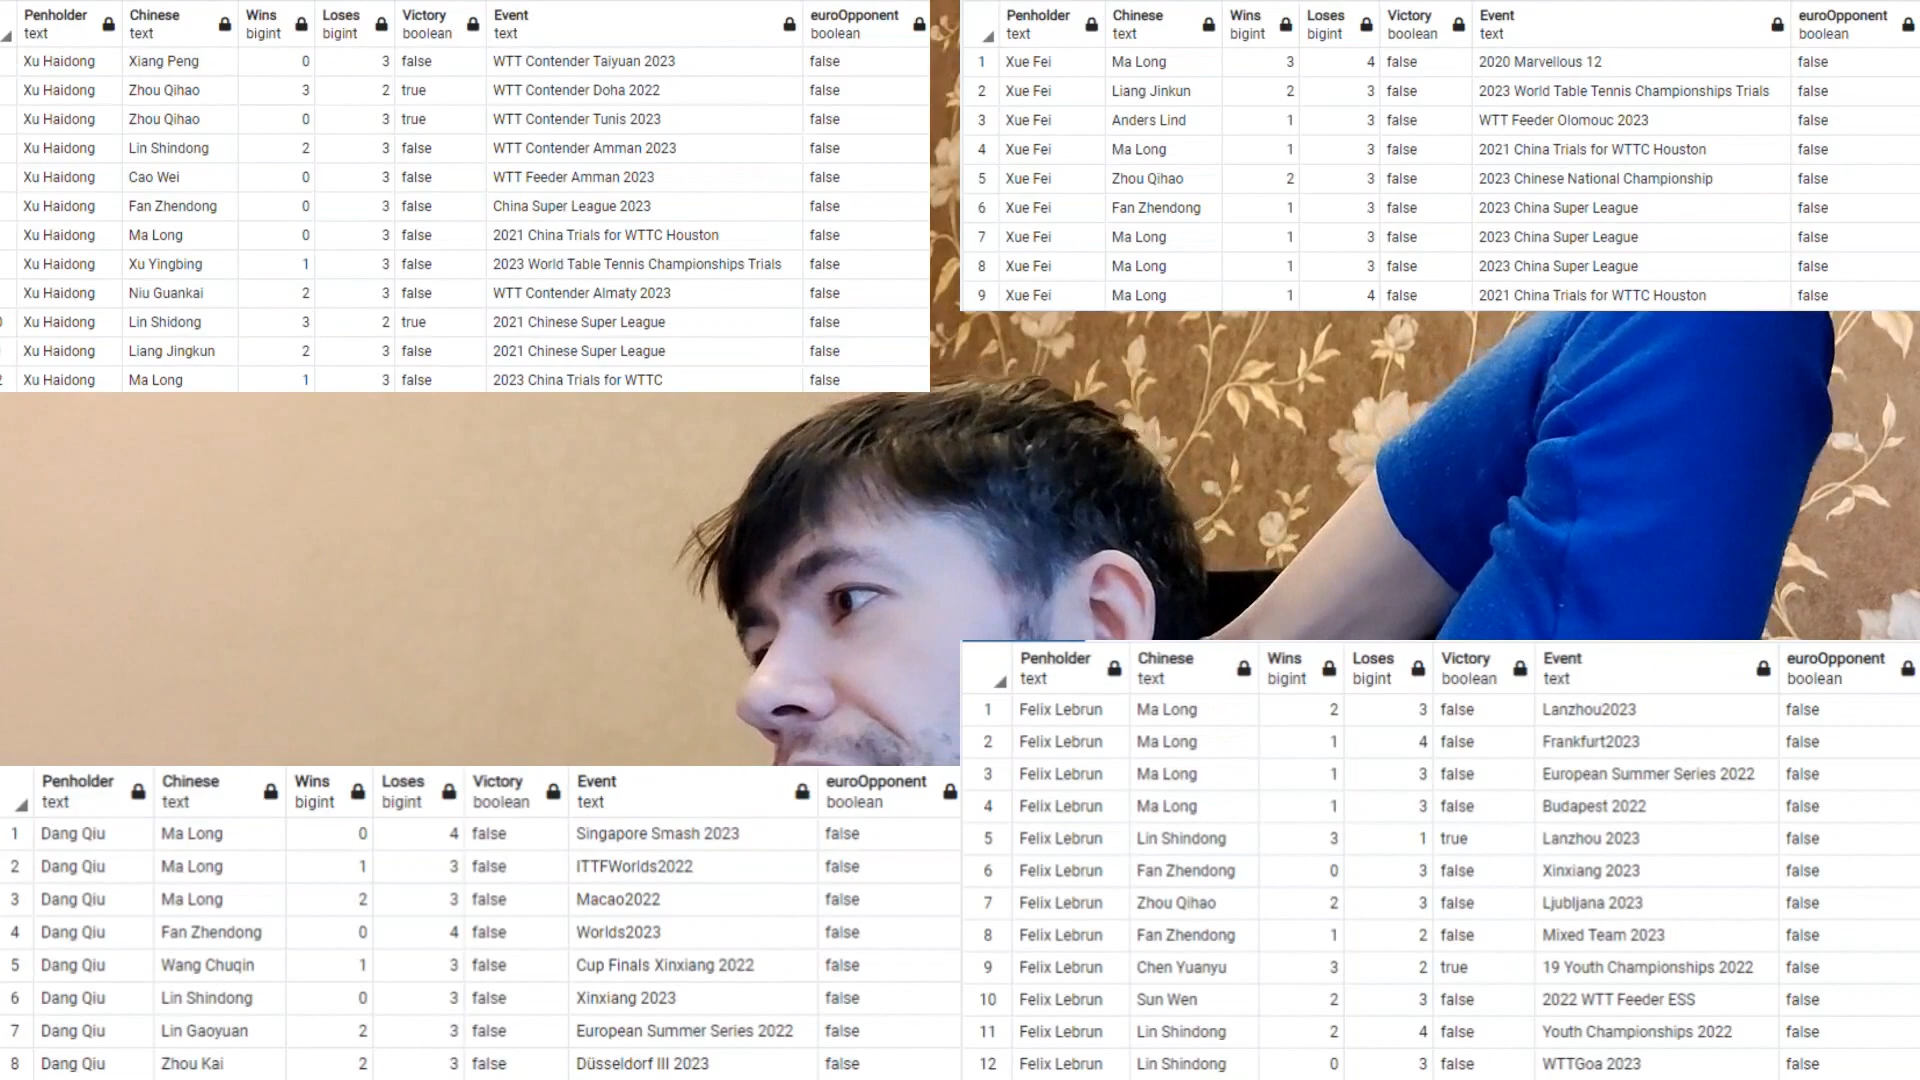 Penholder Chinese Wins Loses Victory Event euroOpponent
text text bigint bigint boolean text boolean
Xu Haidong Xiang Peng 0 3 false WTT Contender Taiyuan 2023 false
Xu Haidong Zhou Qihao 3 2 true WTT Contender Doha 2022 false
Xu Haidong Zhou Qihao 0 3 true WTT Contender Tunis 2023 false
Xu Haidong Lin Shindong 2 3 false WTT Contender Amman 2023 false
Xu Haidong Cao Wei 0 3 false WTT Feeder Amman 2023 false
Xu Haidong Fan Zhendong 0 3 false China Super League 2023 false
Xu Haidong Ma Long 0 3 false 2021 China Trials for WTTC Houston false
Xu Haidong Xu Yingbing 1 3 false 2023 World Table Tennis Championships Trials false
Xu Haidong Niu Guankai 2 3 false WTT Contender Almaty 2023 false
Xu Haidong Lin Shidong 3 2 true 2021 Chinese Super League false
Xu Haidong Liang Jingkun 2 3 false 2021 Chinese Super League false
Xu Haidong Ma Long 1 3 false 2023 China Trials for WTTC false
Penholder Chinese Wins Loses Victory Event euroOpponent
text text bigint bigint boolean text boolean
1 Xue Fei Ma Long 3 4 false 2020 Marvellous 12 false
2 Xue Fei Liang Jinkun 2 3 false 2023 World Table Tennis Championships Trials false
3 Xue Fei Anders Lind 1 3 false WTT Feeder Olomouc 2023 false
4 Xue Fei Ma Long 1 3 false 2021 China Trials for WTTC Houston false
5 Xue Fei Zhou Qihao 2 3 false 2023 Chinese National Championship false
6 Xue Fei Fan Zhendong 1 3 false 2023 China Super League false
7 Xue Fei Ma Long 1 3 false 2023 China Super League false
8 Xue Fei Ma Long 1 3 false 2023 China Super League false
9 Xue Fei Ma Long 1 4 false 2021 China Trials for WTTC Houston false
Penholder Chinese Wins Loses Victory Event euroOpponent
text text bigint bigint boolean text boolean
1 Dang Qiu Ma Long 0 4 false Singapore Smash 2023 false
2 Dang Qiu Ma Long 1 3 false ITTFWorlds2022 false
3 Dang Qiu Ma Long 2 3 false Macao2022 false
4 Dang Qiu Fan Zhendong 0 4 false Worlds2023 false
5 Dang Qiu Wang Chuqin 1 3 false Cup Finals Xinxiang 2022 false
6 Dang Qiu Lin Shindong 0 3 false Xinxiang 2023 false
7 Dang Qiu Lin Gaoyuan 2 3 false European Summer Series 2022 false
8 Dang Qiu Zhou Kai 2 3 false Düsseldorf III 2023 false
Penholder Chinese Wins Loses Victory Event euroOpponent
text text bigint bigint boolean text boolean
1 Felix Lebrun Ma Long 2 3 false Lanzhou2023 false
2 Felix Lebrun Ma Long 1 4 false Frankfurt2023 false
3 Felix Lebrun Ma Long 1 3 false European Summer Series 2022 false
4 Felix Lebrun Ma Long 1 3 false Budapest 2022 false
5 Felix Lebrun Lin Shindong 3 1 true Lanzhou 2023 false
6 Felix Lebrun Fan Zhendong 0 3 false Xinxiang 2023 false
7 Felix Lebrun Zhou Qihao 2 3 false Ljubljana 2023 false
8 Felix Lebrun Fan Zhendong 1 2 false Mixed Team 2023 false
9 Felix Lebrun Chen Yuanyu 3 2 true 19 Youth Championships 2022 false
10 Felix Lebrun Sun Wen 2 3 false 2022 WTT Feeder ESS false
11 Felix Lebrun Lin Shindong 2 4 false Youth Championships 2022 false
12 Felix Lebrun Lin Shindong 0 3 false WTTGoa 2023 false